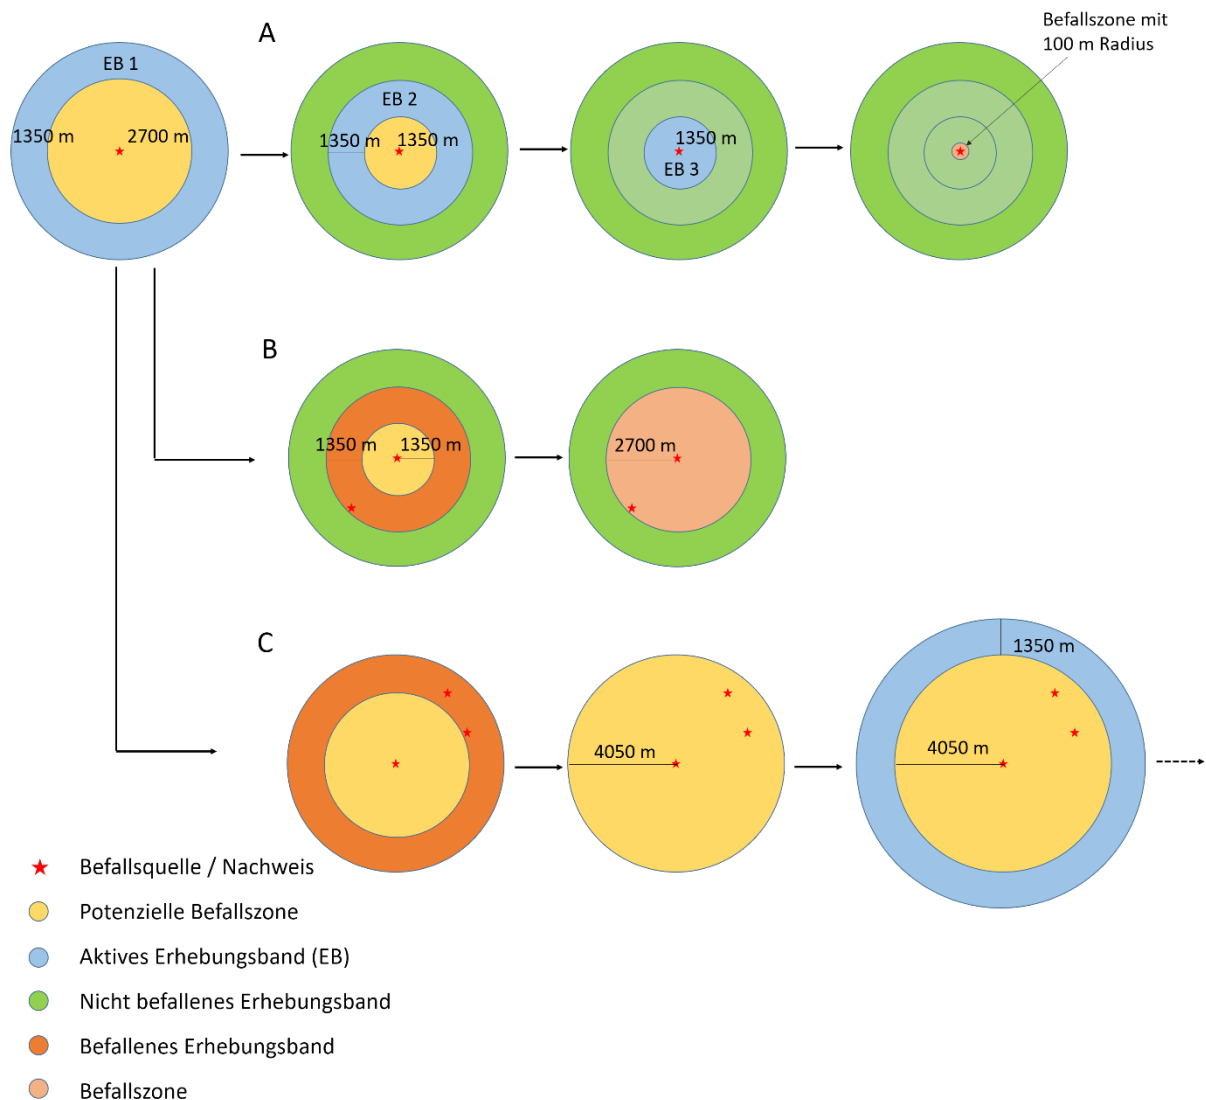 Befallszone mit
100 m Radius
A
EB 1
1350 m
2700 m
EB 2
1350 m
1350 m
1350 m
EB 3
B
1350 m
1350 m
2700 m
C
4050 m
1350 m
4050 m
Befallsquelle / Nachweis
Potenzielle Befallszone
Aktives Erhebungsband (EB)
Nicht befallenes Erhebungsband
Befallenes Erhebungsband
Befallszone